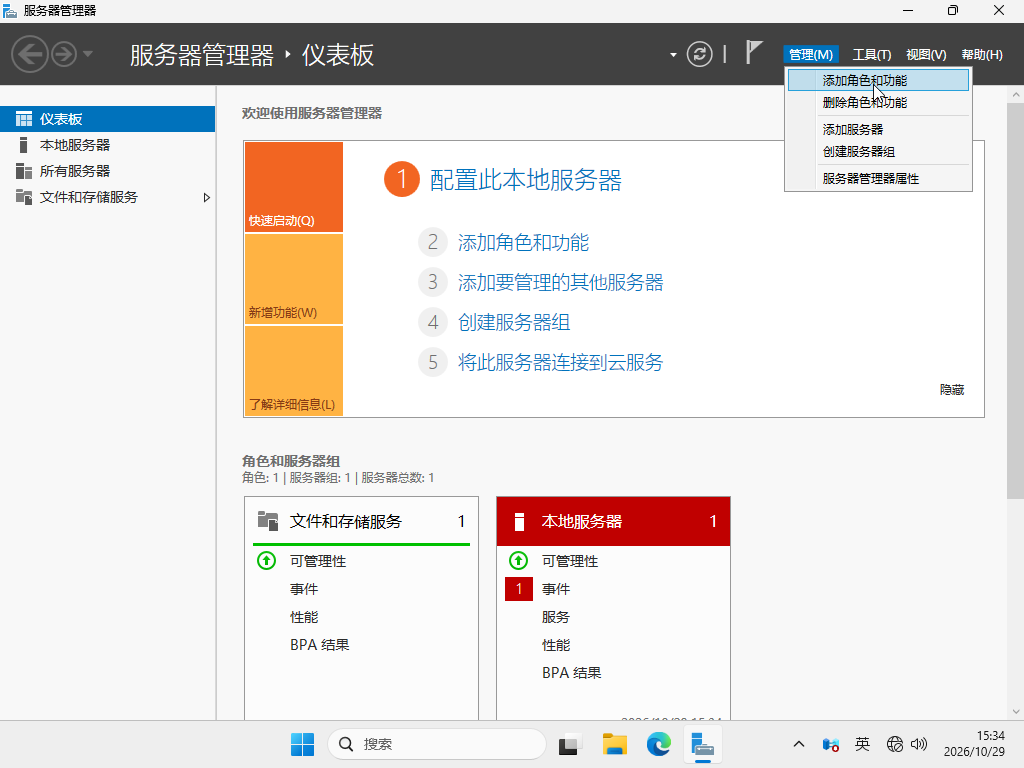 服务器管理器
服务器管理器 ‣ 仪表板
管理(M)
工具(T)
视图(V)
帮助(H)
添加角色和功能
删除角色和功能
添加服务器
创建服务器组
服务器管理器属性
仪表板
本地服务器
所有服务器
文件和存储服务
欢迎使用服务器管理器
快速启动(Q)
新增功能(W)
了解详细信息(L)
1 配置此本地服务器
2 添加角色和功能
3 添加要管理的其他服务器
4 创建服务器组
5 将此服务器连接到云服务
隐藏
角色和服务器组
角色: 1 | 服务器组: 1 | 服务器总数: 1
文件和存储服务 1
可管理性
事件
性能
BPA 结果
本地服务器 1
可管理性
1 事件
服务
性能
BPA 结果
搜索
英
15:34
2026/10/29